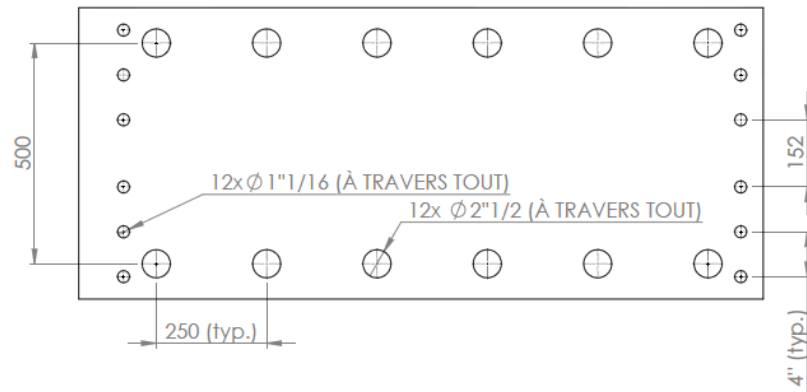 500
12x Ø 1"1/16 (À TRAVERS TOUT)
12x Ø 2"1/2 (À TRAVERS TOUT)
152
250 (typ.)
4" (typ.)